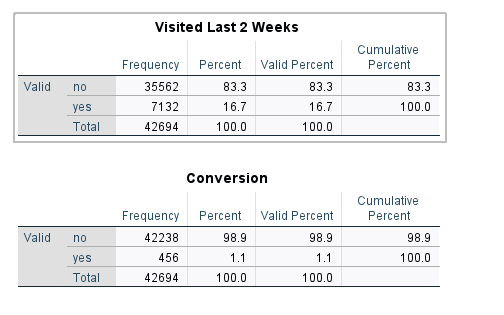 Visited Last 2 Weeks
Frequency Percent Valid Percent Cumulative Percent
Valid no 35562 83.3 83.3 83.3
yes 7132 16.7 16.7 100.0
Total 42694 100.0 100.0
Conversion
Frequency Percent Valid Percent Cumulative Percent
Valid no 42238 98.9 98.9 98.9
yes 456 1.1 1.1 100.0
Total 42694 100.0 100.0